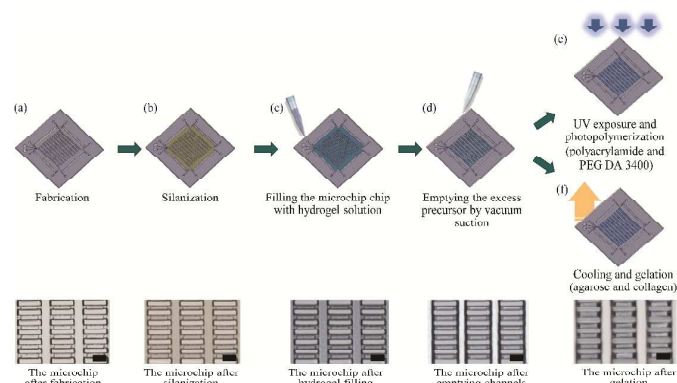 (a)
Fabrication
(b)
Silanization
(c)
Filling the microchip chip
with hydrogel solution
(d)
Emptying the excess
precursor by vacuum
suction
(e)
UV exposure and
photopolymerization
(polyacrylamide and
PEG DA 3400)
(f)
Cooling and gelation
(agarose and collagen)
The microchip
after fabrication
The microchip after
silanization
The microchip after
hydrogel filling
The microchip after
emptying channels
The microchip after
gelation